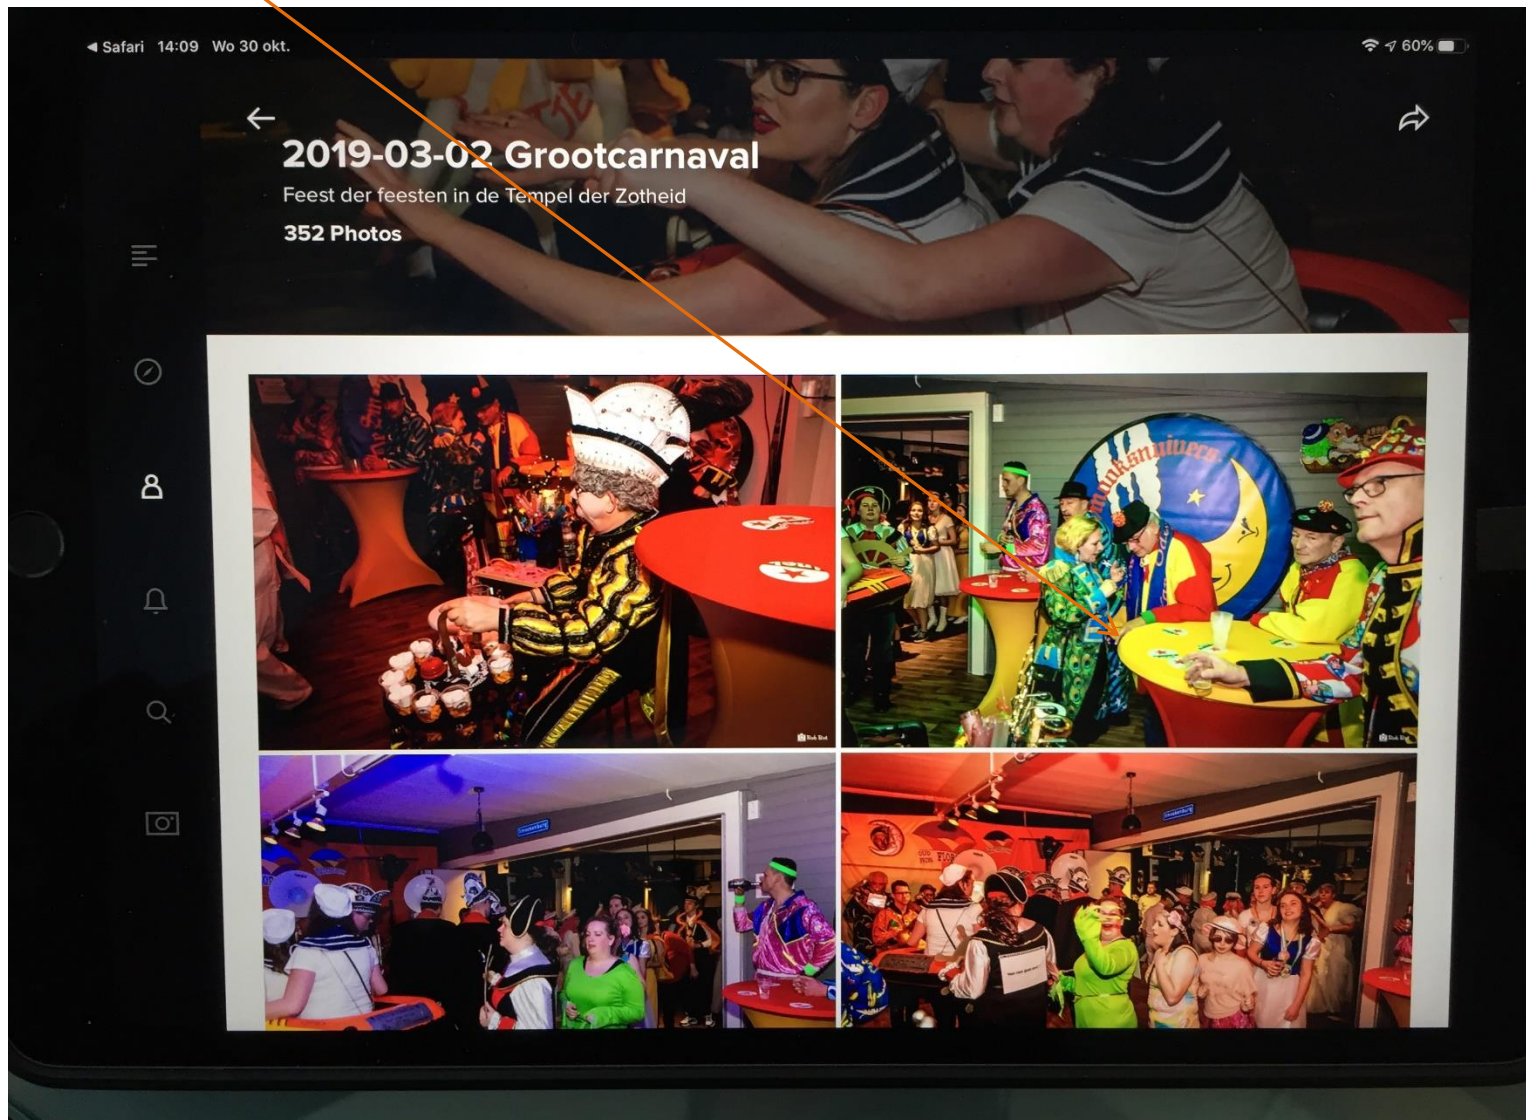 Safari 14:09 Wo 30 okt.
60%
2019-03-02 Grootcarnaval
Feest der feesten in de Tempel der Zotheid
352 Photos